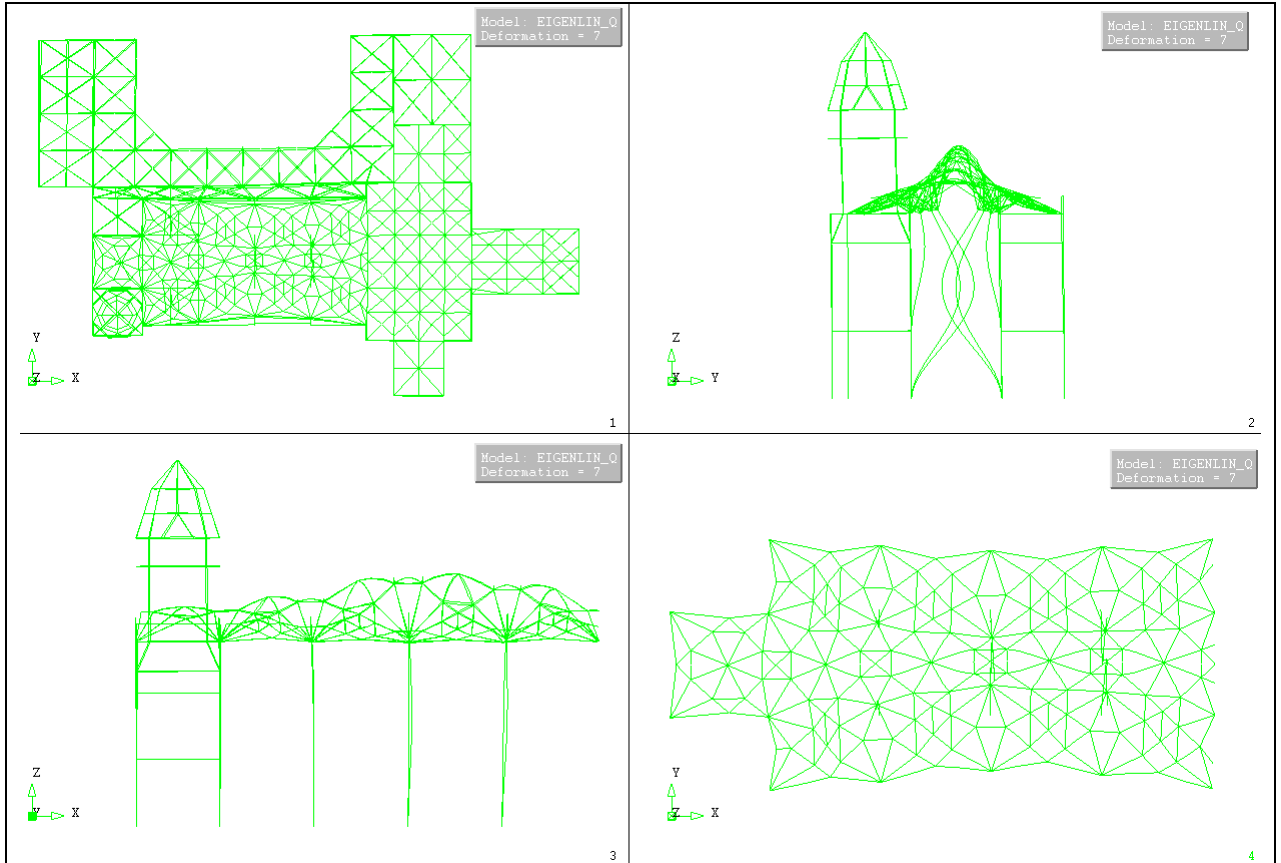 Model: EIGENLIN_Q
Deformation = 7
Y
Z X
1
Model: EIGENLIN_Q
Deformation = 7
Z
X Y
2
Model: EIGENLIN_Q
Deformation = 7
Z
Y X
3
Model: EIGENLIN_Q
Deformation = 7
Y
Z X
4